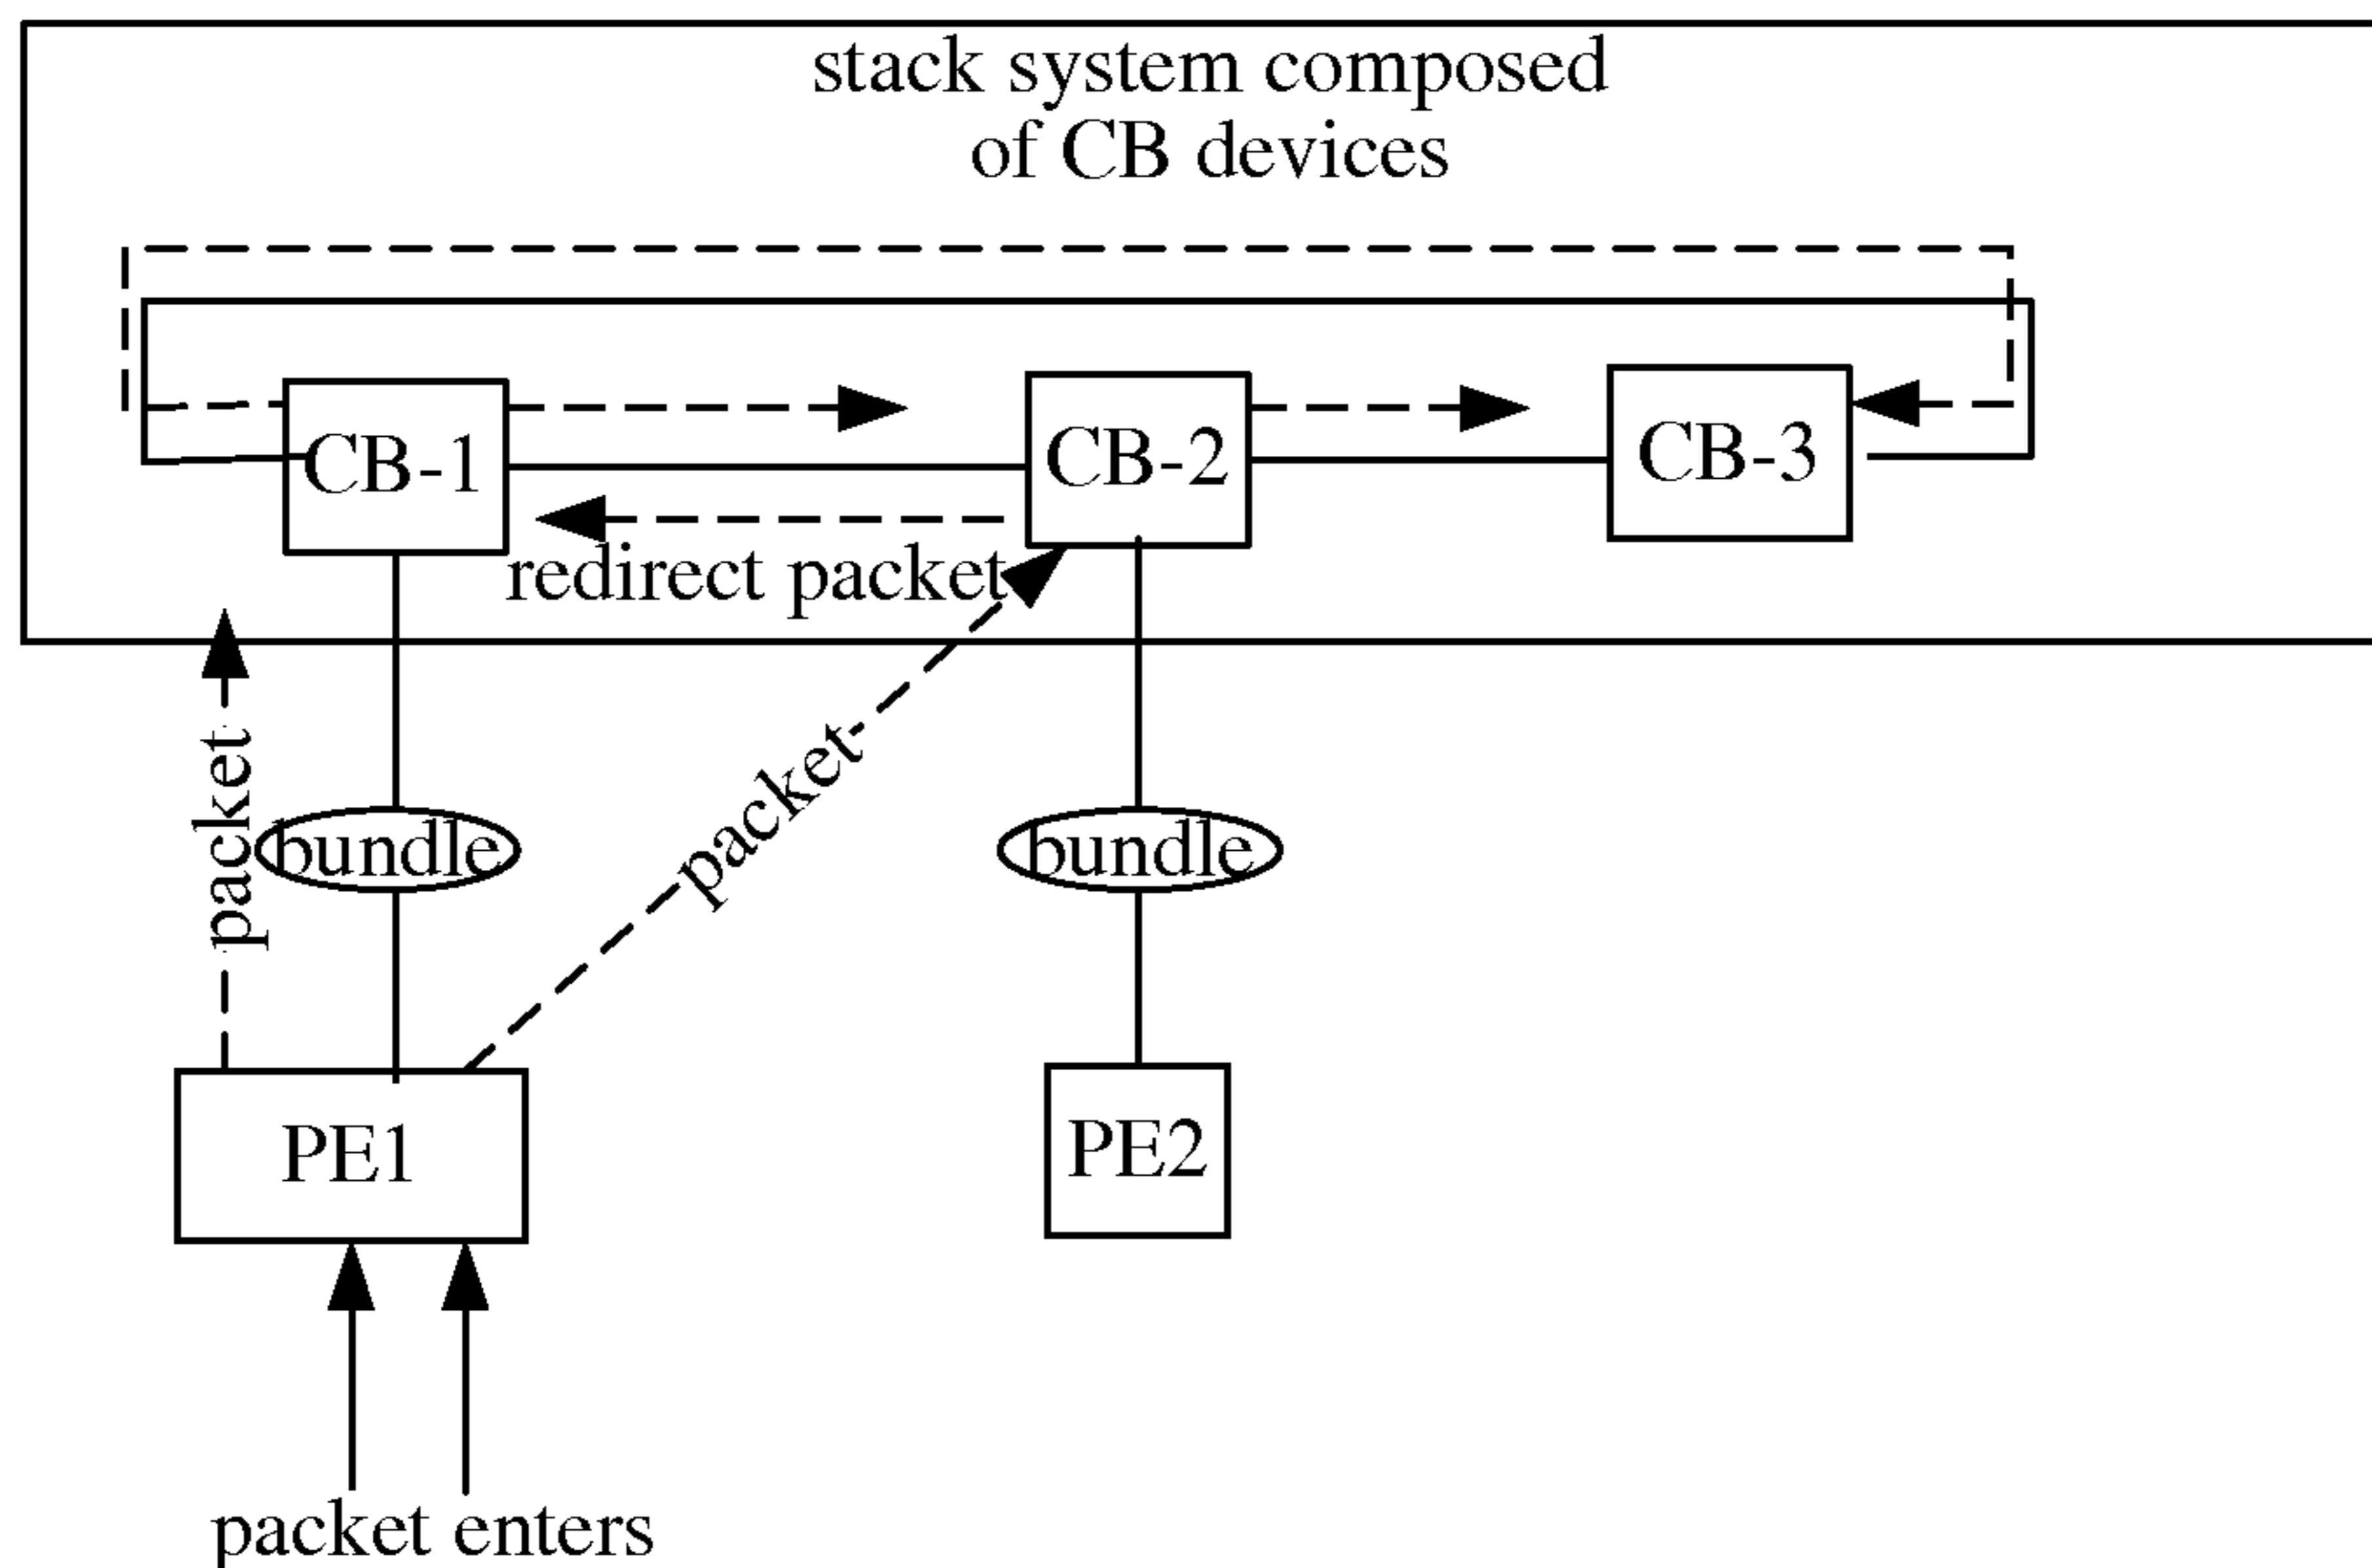 stack system composed
of CB devices
CB-1
CB-2
CB-3
redirect packet
packet
packet
bundle
bundle
PE1
PE2
packet enters